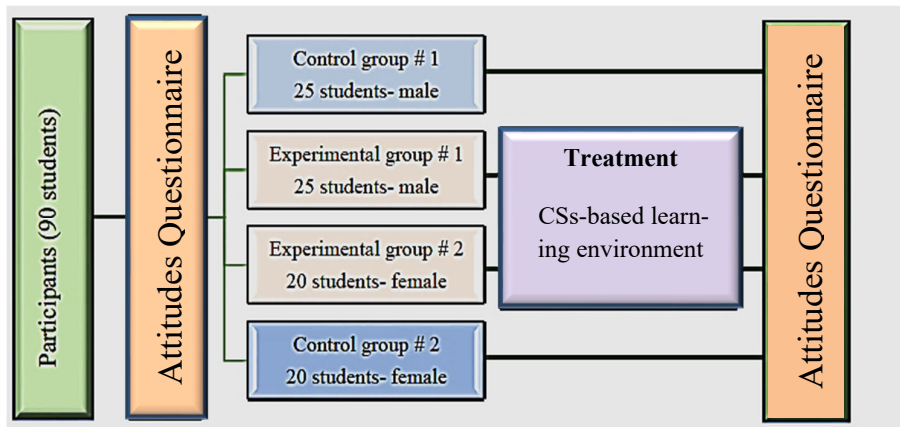 Participants (90 students)
Attitudes Questionnaire
Control group # 1
25 students- male
Experimental group # 1
25 students- male
Experimental group # 2
20 students- female
Control group # 2
20 students- female
Treatment
CSs-based learn-
ing environment
Attitudes Questionnaire